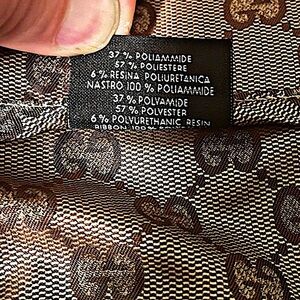 37 % POLIAMMIDE
57 % POLIESTERE
6 % RESINA POLIURETANICA
NASTRO 100 % POLIAMMIDE
37 % POLYAMIDE
57 % POLYESTER
6 % POLYURETHANIC RESIN
RIBBON 100 %